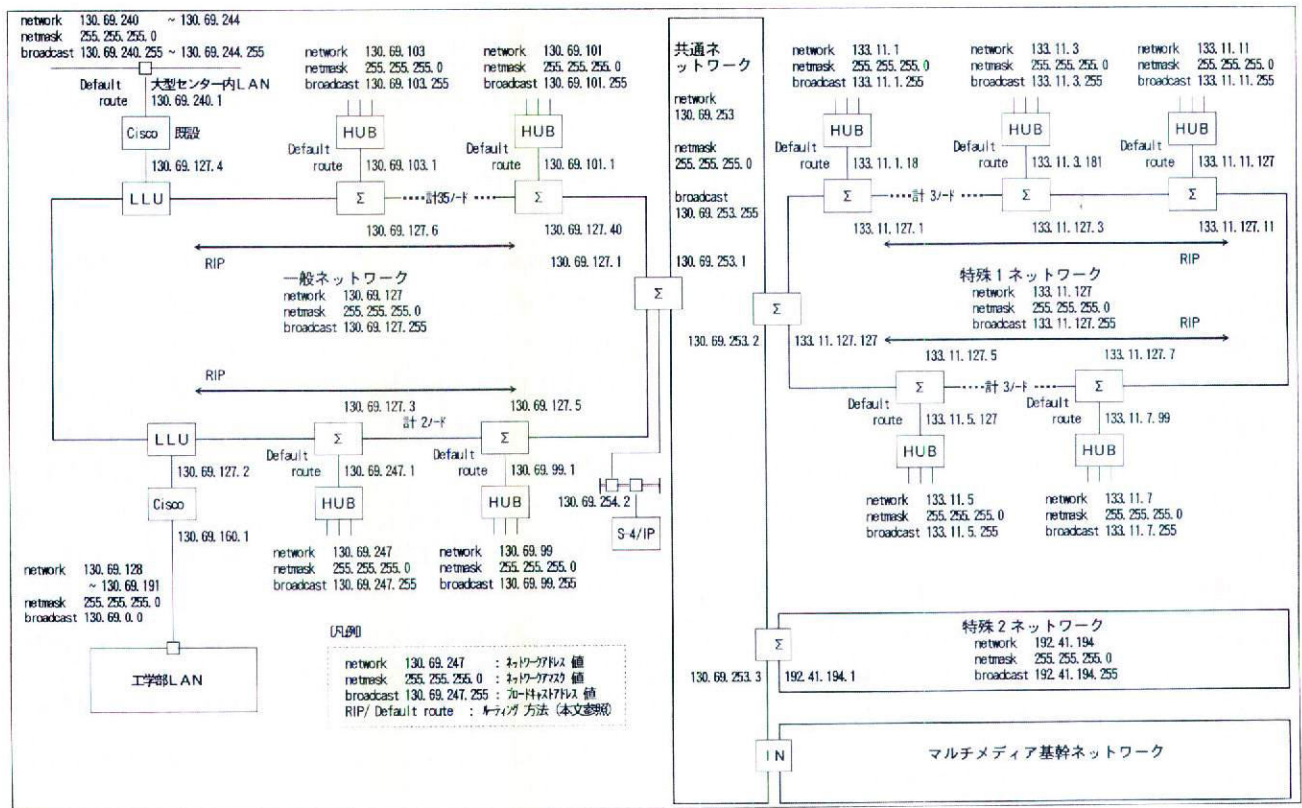 network 130.69.240 ~ 130.69.244
netmask 255.255.255.0
broadcast 130.69.240.255 ~ 130.69.244.255
Default route
大型センター内LAN
130.69.240.1
Cisco 既設
130.69.127.4
LLU
network 130.69.103
netmask 255.255.255.0
broadcast 130.69.103.255
HUB
Default route
130.69.103.1
Σ
130.69.127.6
‥‥計35ノード‥‥
network 130.69.101
netmask 255.255.255.0
broadcast 130.69.101.255
HUB
Default route
130.69.101.1
Σ
130.69.127.40
130.69.127.1
RIP
一般ネットワーク
network 130.69.127
netmask 255.255.255.0
broadcast 130.69.127.255
Σ
RIP
130.69.127.3
計 2ノード
130.69.127.5
LLU
Σ
Σ
130.69.127.2
Cisco
130.69.160.1
Default route
130.69.247.1
HUB
network 130.69.247
netmask 255.255.255.0
broadcast 130.69.247.255
Default route
130.69.99.1
HUB
network 130.69.99
netmask 255.255.255.0
broadcast 130.69.99.255
130.69.254.2
S-4/IP
network 130.69.128
~ 130.69.191
netmask 255.255.255.0
broadcast 130.69.0.0
工学部LAN
(凡例)
network 130.69.247 : ネットワークアドレス 値
netmask 255.255.255.0 : ネットワークマスク 値
broadcast 130.69.247.255 : ブロードキャストアドレス 値
RIP/ Default route : ルーティング 方法 (本文参照)
共通ネットワーク
network
130.69.253
netmask
255.255.255.0
broadcast
130.69.253.255
130.69.253.1
130.69.253.2
Σ
133.11.127.127
network 133.11.1
netmask 255.255.255.0
broadcast 133.11.1.255
HUB
Default route
133.11.1.18
Σ
133.11.127.1
‥‥計 3ノード‥‥
network 133.11.3
netmask 255.255.255.0
broadcast 133.11.3.255
HUB
Default route
133.11.3.181
Σ
133.11.127.3
network 133.11.11
netmask 255.255.255.0
broadcast 133.11.11.255
HUB
Default route
133.11.11.127
Σ
133.11.127.11
RIP
特殊1ネットワーク
network 133.11.127
netmask 255.255.255.0
broadcast 133.11.127.255
RIP
133.11.127.5
133.11.127.7
Σ
‥‥計 3ノード‥‥
Σ
Default route
133.11.5.127
HUB
network 133.11.5
netmask 255.255.255.0
broadcast 133.11.5.255
Default route
133.11.7.99
HUB
network 133.11.7
netmask 255.255.255.0
broadcast 133.11.7.255
Σ
130.69.253.3
192.41.194.1
特殊2ネットワーク
network 192.41.194
netmask 255.255.255.0
broadcast 192.41.194.255
IN
マルチメディア基幹ネットワーク